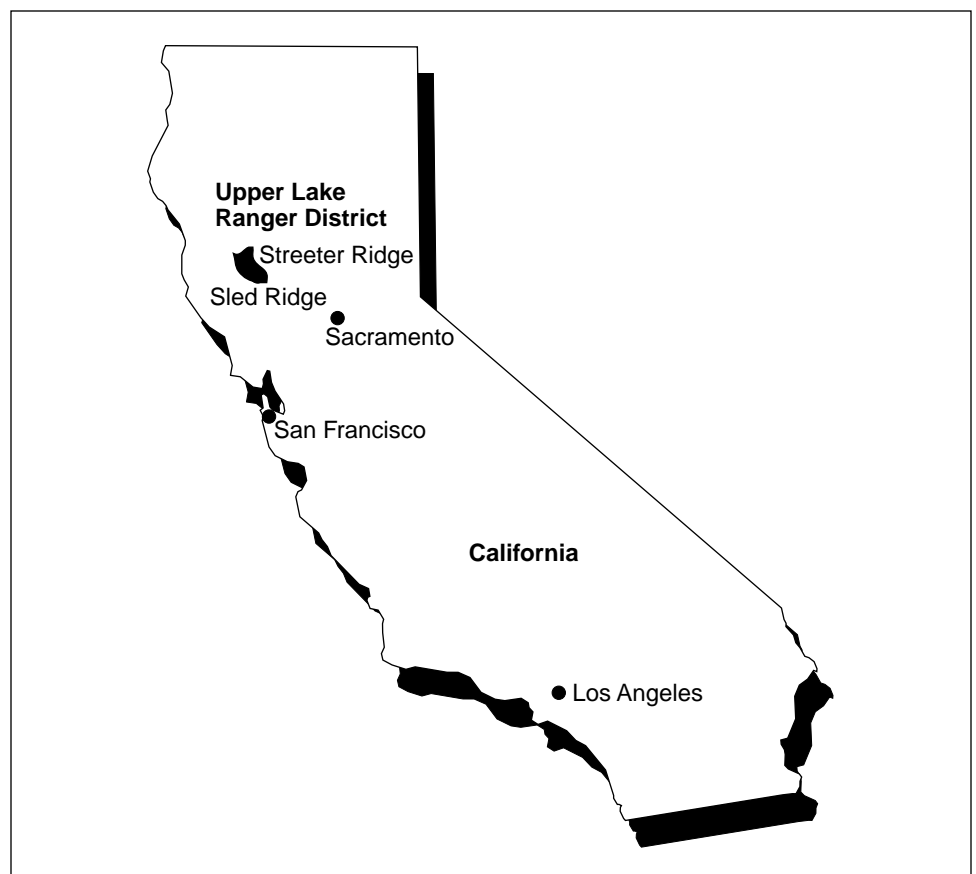 Upper Lake
Ranger District
Streeter Ridge
Sled Ridge
Sacramento
San Francisco
California
Los Angeles